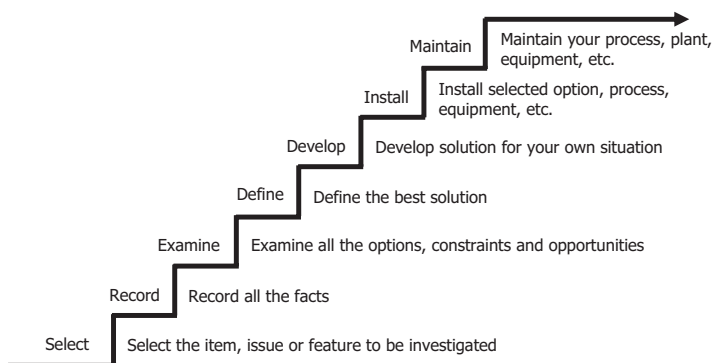 Maintain
Maintain your process, plant,
equipment, etc.
Install
Install selected option, process,
equipment, etc.
Develop
Develop solution for your own situation
Define
Define the best solution
Examine
Examine all the options, constraints and opportunities
Record
Record all the facts
Select
Select the item, issue or feature to be investigated